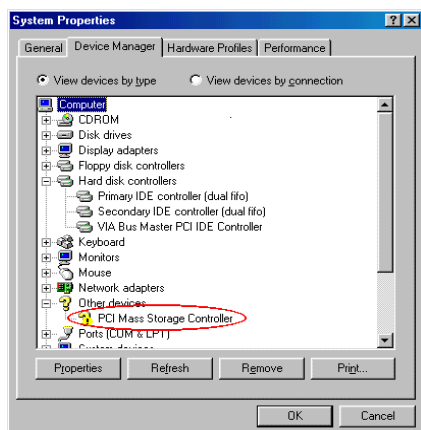 System Properties
General Device Manager Hardware Profiles Performance
View devices by type View devices by connection
Computer
CDROM
Disk drives
Display adapters
Floppy disk controllers
Hard disk controllers
Primary IDE controller (dual fifo)
Secondary IDE controller (dual fifo)
VIA Bus Master PCI IDE Controller
Keyboard
Monitors
Mouse
Network adapters
Other devices
PCI Mass Storage Controller
Ports (COM & LPT)
System devices
Properties Refresh Remove Print...
OK Cancel